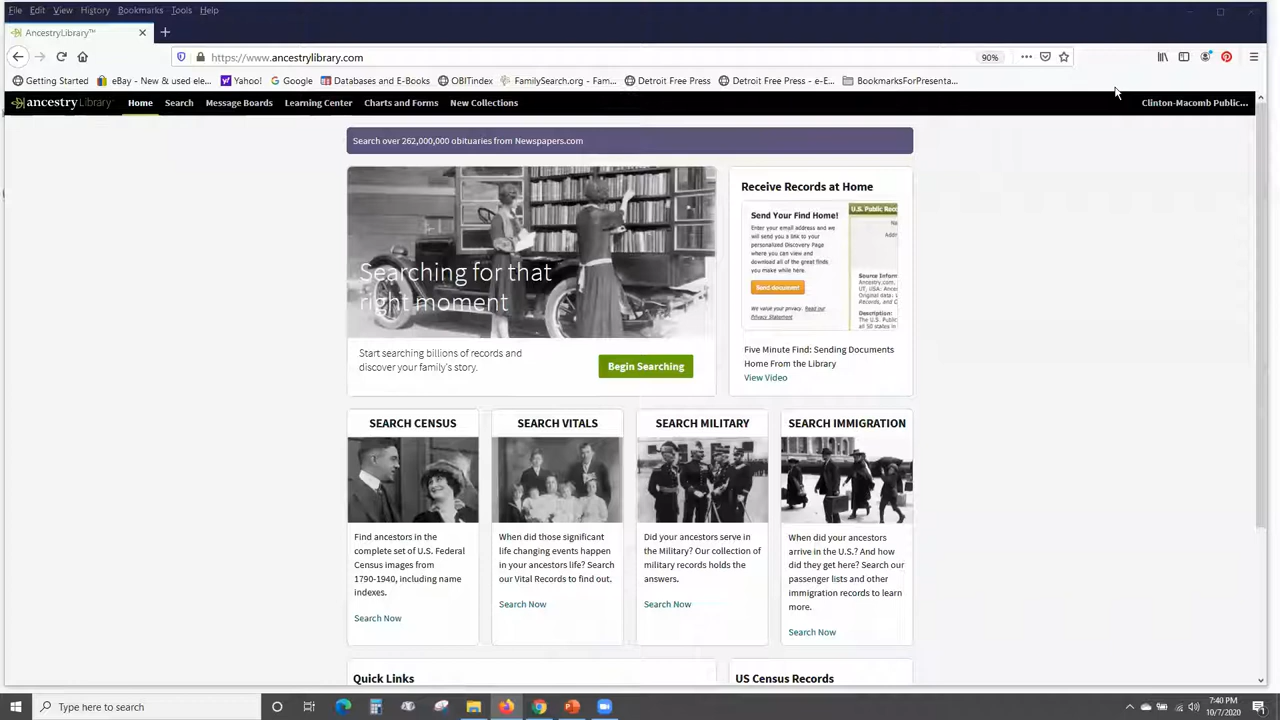 File Edit View History Bookmarks Tools Help
AncestryLibrary™
https://www.ancestrylibrary.com
90%
Getting Started
eBay - New & used ele...
Yahoo!
Google
Databases and E-Books
OBITindex
FamilySearch.org - Fam...
Detroit Free Press
Detroit Free Press - e-E...
BookmarksForPresenta...
ancestryLibrary
Home
Search
Message Boards
Learning Center
Charts and Forms
New Collections
Clinton-Macomb Public...
Search over 262,000,000 obituaries from Newspapers.com
Searching for that
right moment
Start searching billions of records and
discover your family's story.
Begin Searching
Receive Records at Home
Send Your Find Home!
Enter your email address and
we will send you a link to your
personalized Discovery Page
where you can view and
download all of the great finds
you make while here.
Send document
We value your privacy. Read our
Privacy Statement
U.S. Public Reco
Na
Addr
Source Infor
Ancestry.com.
UT, USA: Ance
Original data:
Records, and C
Description:
The U.S. Publ
all 50 states in
Five Minute Find: Sending Documents
Home From the Library
View Video
SEARCH CENSUS
Find ancestors in the
complete set of U.S. Federal
Census images from
1790-1940, including name
indexes.
Search Now
SEARCH VITALS
When did those significant
life changing events happen
in your ancestors life? Search
our Vital Records to find out.
Search Now
SEARCH MILITARY
Did your ancestors serve in
the Military? Our collection of
military records holds the
answers.
Search Now
SEARCH IMMIGRATION
When did your ancestors
arrive in the U.S.? And how
did they get here? Search our
passenger lists and other
immigration records to learn
more.
Search Now
Quick Links
US Census Records
Type here to search
7:40 PM
10/7/2020